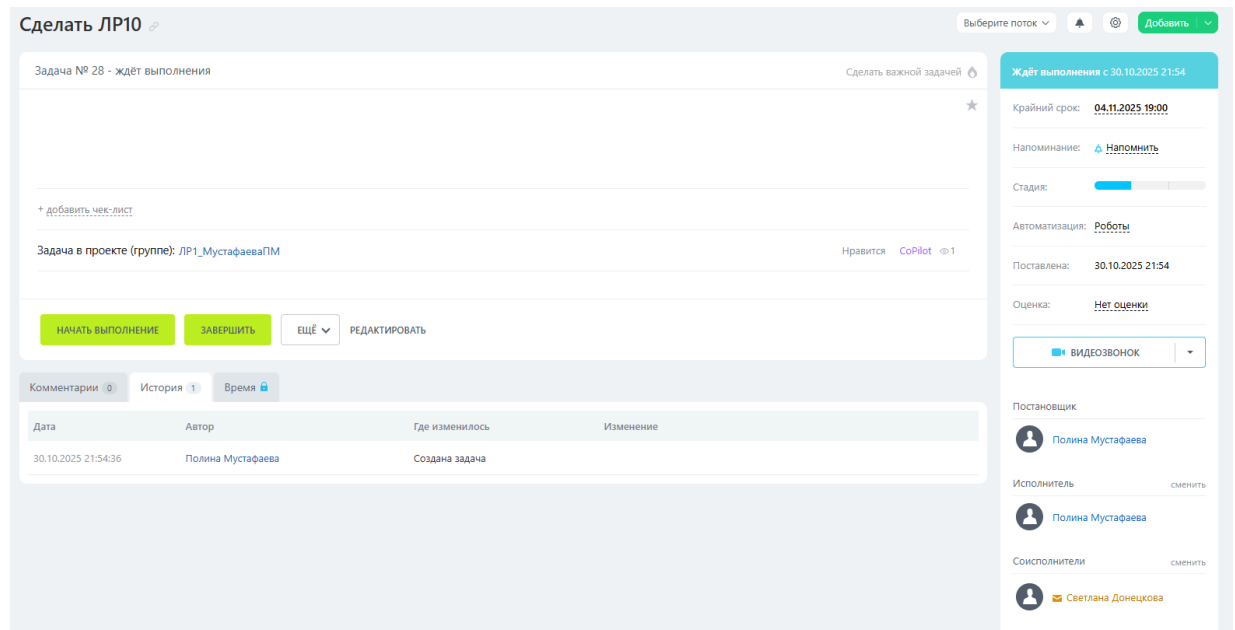 Сделать ЛР10
Выберите поток
Добавить
Задача № 28 - ждёт выполнения
Сделать важной задачей
+ добавить чек-лист
Задача в проекте (группе): ЛР1_МустафаеваПМ
Нравится CoPilot 1
НАЧАТЬ ВЫПОЛНЕНИЕ ЗАВЕРШИТЬ ЕЩЁ РЕДАКТИРОВАТЬ
Комментарии 0 История 1 Время
Дата Автор Где изменилось Изменение
30.10.2025 21:54:36 Полина Мустафаева Создана задача
Ждёт выполнения с 30.10.2025 21:54
Крайний срок: 04.11.2025 19:00
Напоминание: Напомнить
Стадия:
Автоматизация: Роботы
Поставлена: 30.10.2025 21:54
Оценка: Нет оценки
ВИДЕОЗВОНОК
Постановщик
Полина Мустафаева
Исполнитель сменить
Полина Мустафаева
Соисполнители сменить
Светлана Донецкова